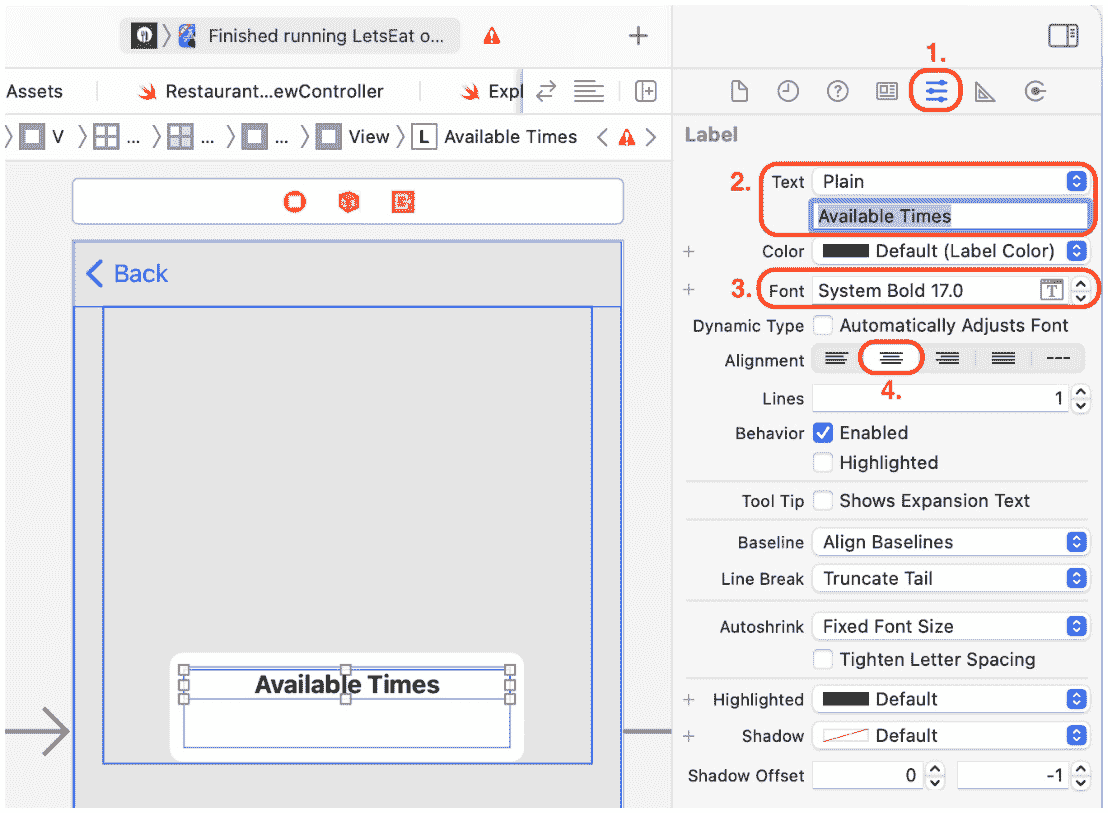 Finished running LetsEat o...
1.
Assets
Restaurant...ewController
Expl
V
...
...
...
View
L
Available Times
Label
2.
Text
Plain
Available Times
Color
Default (Label Color)
3.
Font
System Bold 17.0
T
Back
Dynamic Type
Automatically Adjusts Font
Alignment
4.
Lines
1
Behavior
Enabled
Highlighted
Tool Tip
Shows Expansion Text
Baseline
Align Baselines
Line Break
Truncate Tail
Autoshrink
Fixed Font Size
Tighten Letter Spacing
Available Times
Highlighted
Default
Shadow
Default
Shadow Offset
0
-1